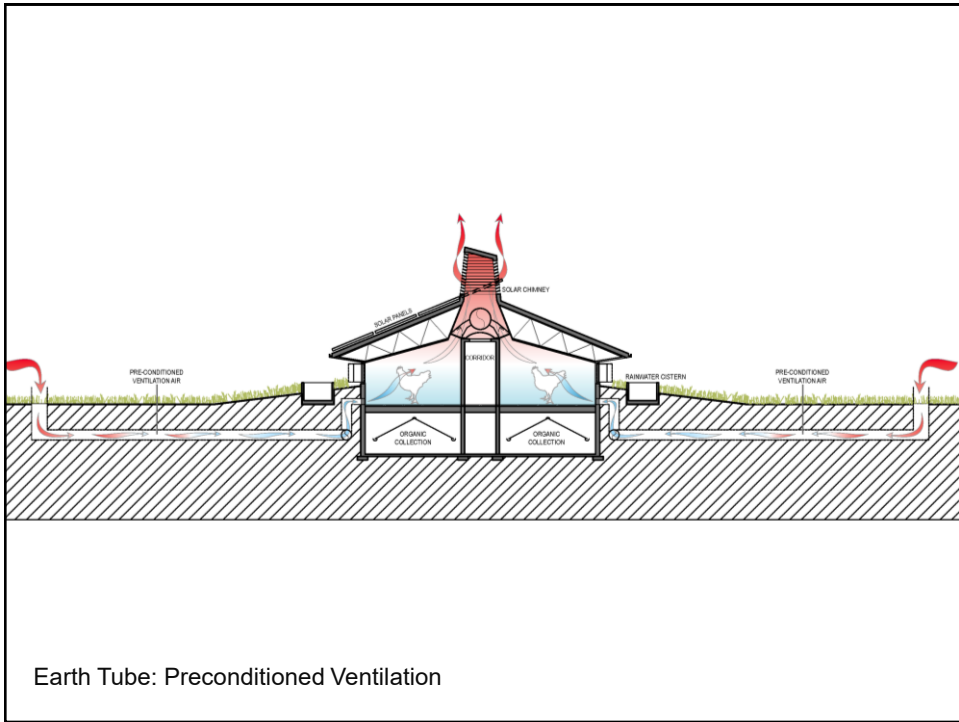 SOLAR CHIMNEY
SOLAR PANELS
CORRIDOR
PRE-CONDITIONED
VENTILATION AIR
RAINWATER CISTERN
PRE-CONDITIONED
VENTILATION AIR
ORGANIC
COLLECTION
ORGANIC
COLLECTION
Earth Tube: Preconditioned Ventilation